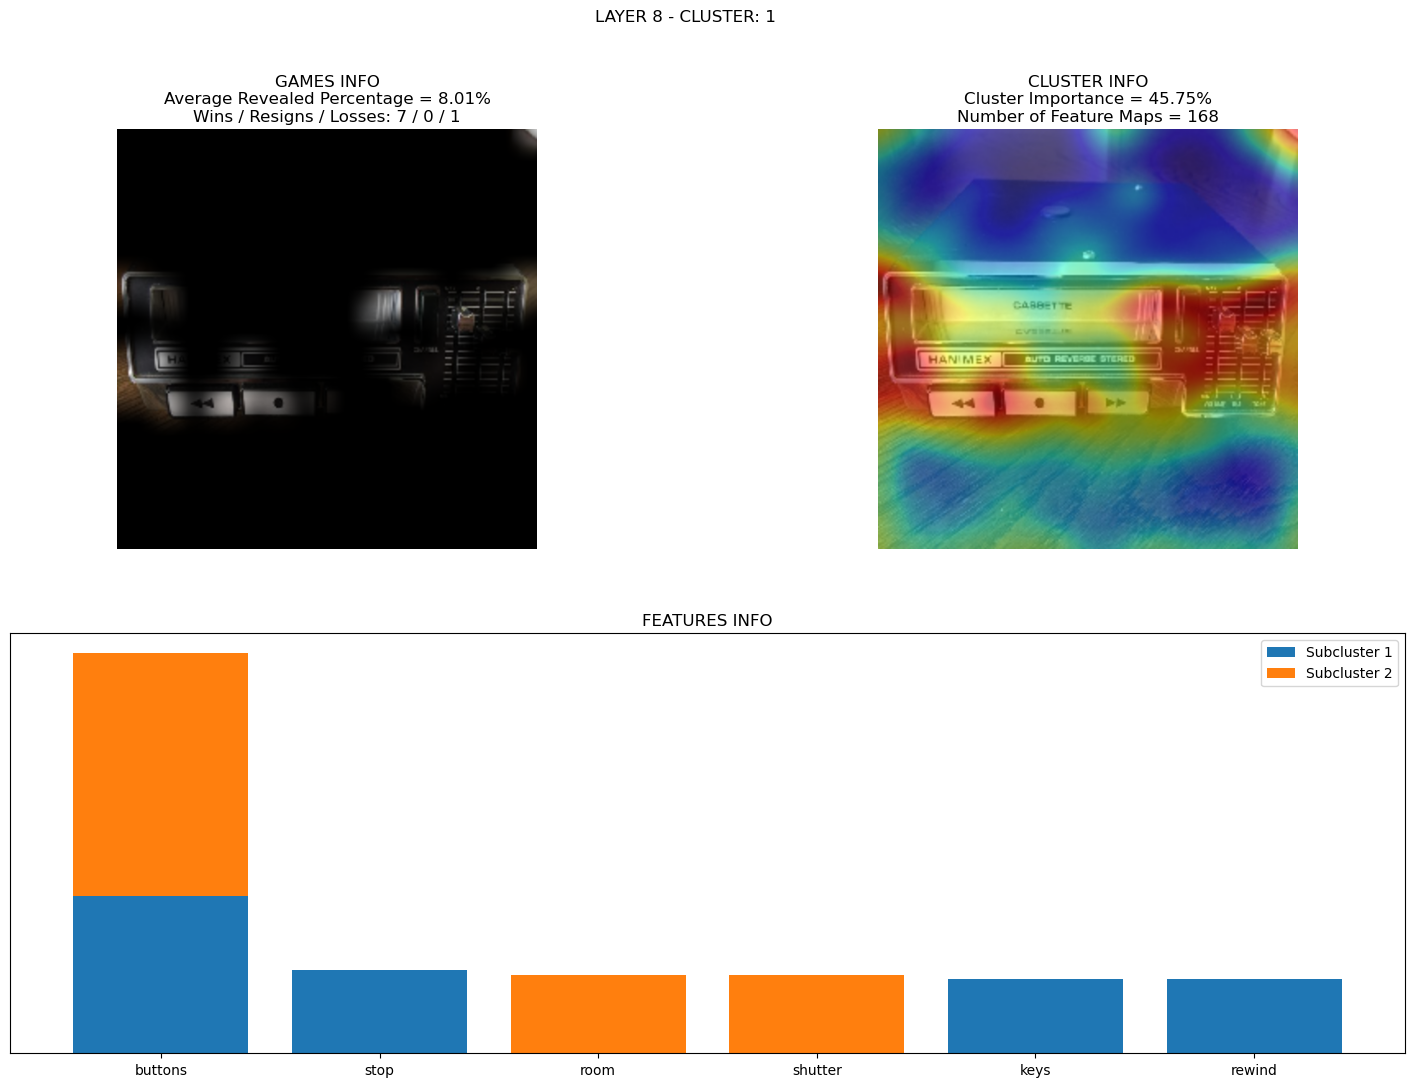 LAYER 8 - CLUSTER: 1
GAMES INFO
Average Revealed Percentage = 8.01%
Wins / Resigns / Losses: 7 / 0 / 1
HANIMEX
CLUSTER INFO
Cluster Importance = 45.75%
Number of Feature Maps = 168
CASSETTE
HANIMEX AUTO REVERSE STEREO
FEATURES INFO
Subcluster 1
Subcluster 2
buttons stop room shutter keys rewind